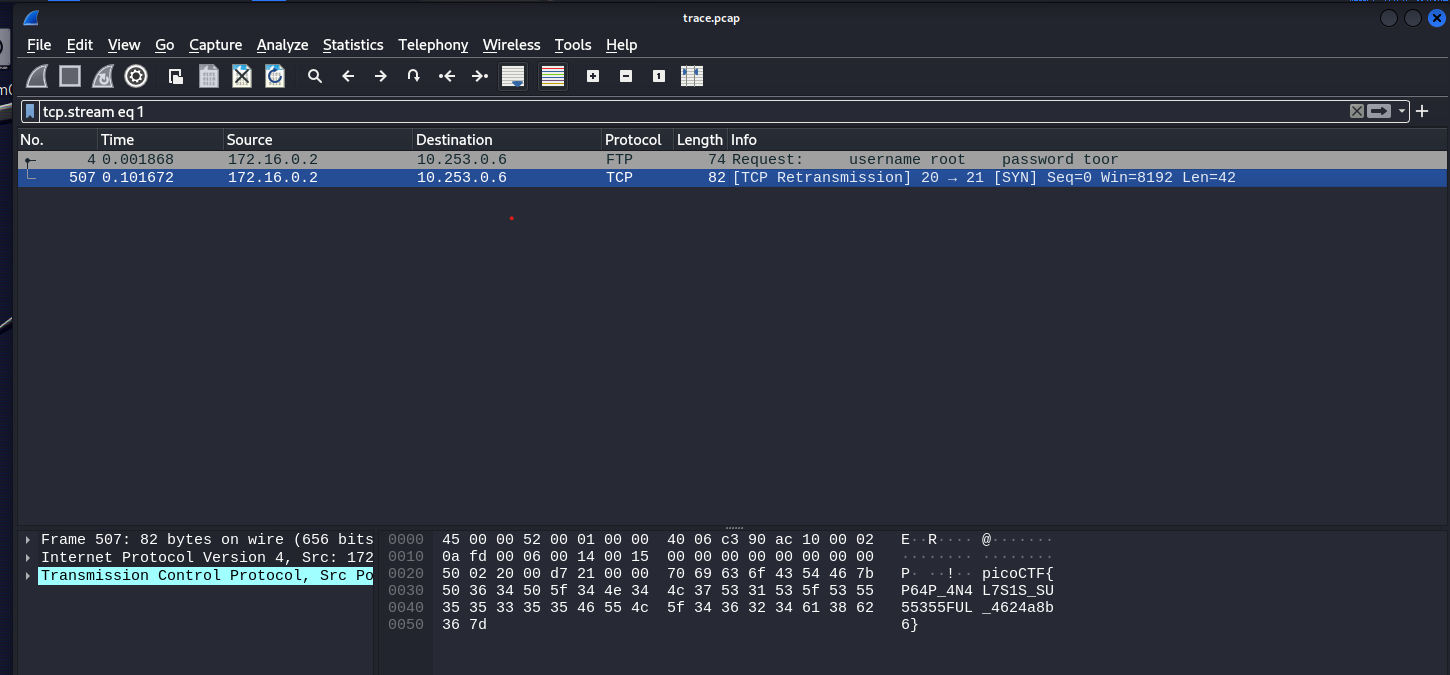 trace.pcap
File Edit View Go Capture Analyze Statistics Telephony Wireless Tools Help
tcp.stream eq 1
No. Time Source Destination Protocol Length Info
4 0.001868 172.16.0.2 10.253.0.6 FTP 74 Request: username root password toor
507 0.101672 172.16.0.2 10.253.0.6 TCP 82 [TCP Retransmission] 20 → 21 [SYN] Seq=0 Win=8192 Len=42
Frame 507: 82 bytes on wire (656 bits
Internet Protocol Version 4, Src: 172
Transmission Control Protocol, Src Po
0000 45 00 00 52 00 01 00 00 40 06 c3 90 ac 10 00 02 E··R···· @·······
0010 0a fd 00 06 00 14 00 15 00 00 00 00 00 00 00 00 ········ ········
0020 50 02 20 00 d7 21 00 00 70 69 63 6f 43 54 46 7b P· ··!·· picoCTF{
0030 50 36 34 50 5f 34 4e 34 4c 37 53 31 53 5f 53 55 P64P_4N4 L7S1S_SU
0040 35 35 33 35 35 46 55 4c 5f 34 36 32 34 61 38 62 55355FUL _4624a8b
0050 36 7d 6}